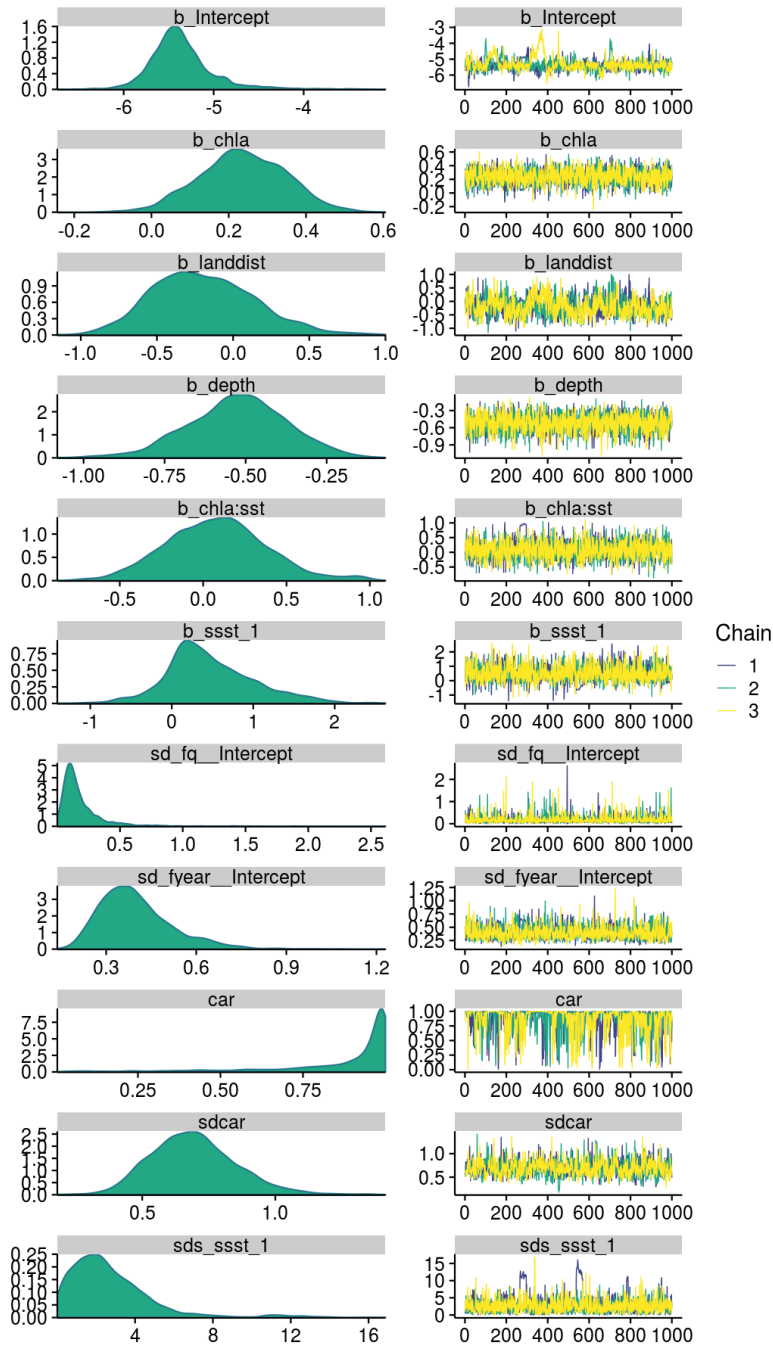 b_Intercept
1.6
1.2
0.8
0.4
0.0
-6 -5 -4
b_Intercept
-3
-4
-5
-6
0 200 400 600 800 1000
b_chla
3
2
1
0
-0.2 0.0 0.2 0.4 0.6
b_chla
0.6
0.4
0.2
0.0
-0.2
0 200 400 600 800 1000
b_landdist
0.9
0.6
0.3
0.0
-1.0 -0.5 0.0 0.5 1.0
b_landdist
1.0
0.5
0.0
-0.5
-1.0
0 200 400 600 800 1000
b_depth
2
1
0
-1.00 -0.75 -0.50 -0.25
b_depth
-0.3
-0.6
-0.9
0 200 400 600 800 1000
b_chla:sst
1.0
0.5
0.0
-0.5 0.0 0.5 1.0
b_chla:sst
1.0
0.5
0.0
-0.5
0 200 400 600 800 1000
b_ssst_1
0.75
0.50
0.25
0.00
-1 0 1 2
b_ssst_1
2
1
0
-1
0 200 400 600 800 1000
Chain
1
2
3
sd_fq__Intercept
5
4
3
2
1
0
0.5 1.0 1.5 2.0 2.5
sd_fq__Intercept
2
1
0
0 200 400 600 800 1000
sd_fyear__Intercept
3
2
1
0
0.3 0.6 0.9 1.2
sd_fyear__Intercept
1.25
1.00
0.75
0.50
0.25
0 200 400 600 800 1000
car
7.5
5.0
2.5
0.0
0.25 0.50 0.75
car
1.00
0.75
0.50
0.25
0.00
0 200 400 600 800 1000
sdcar
2.5
2.0
1.5
1.0
0.5
0.0
0.5 1.0
sdcar
1.0
0.5
0 200 400 600 800 1000
sds_ssst_1
0.25
0.20
0.15
0.10
0.05
0.00
4 8 12 16
sds_ssst_1
15
10
5
0
0 200 400 600 800 1000